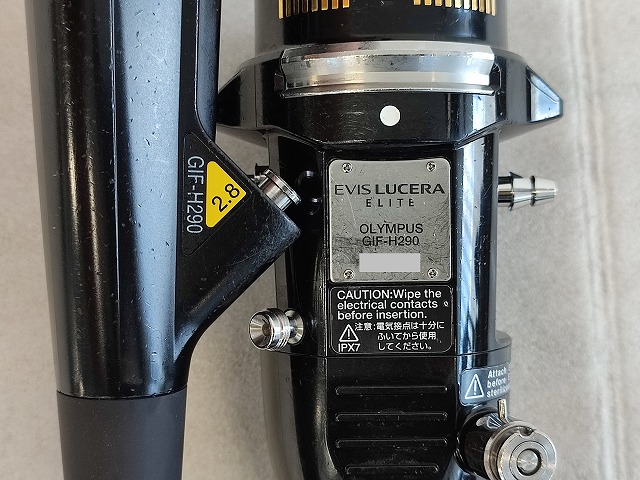 GIF-H290
2.8
EVIS LUCERA
ELITE
OLYMPUS
GIF-H290
CAUTION:Wipe the
electrical contacts
before insertion.
注意:電気接点は十分に
ふいてから使用
してください。
IPX7
Attach
before